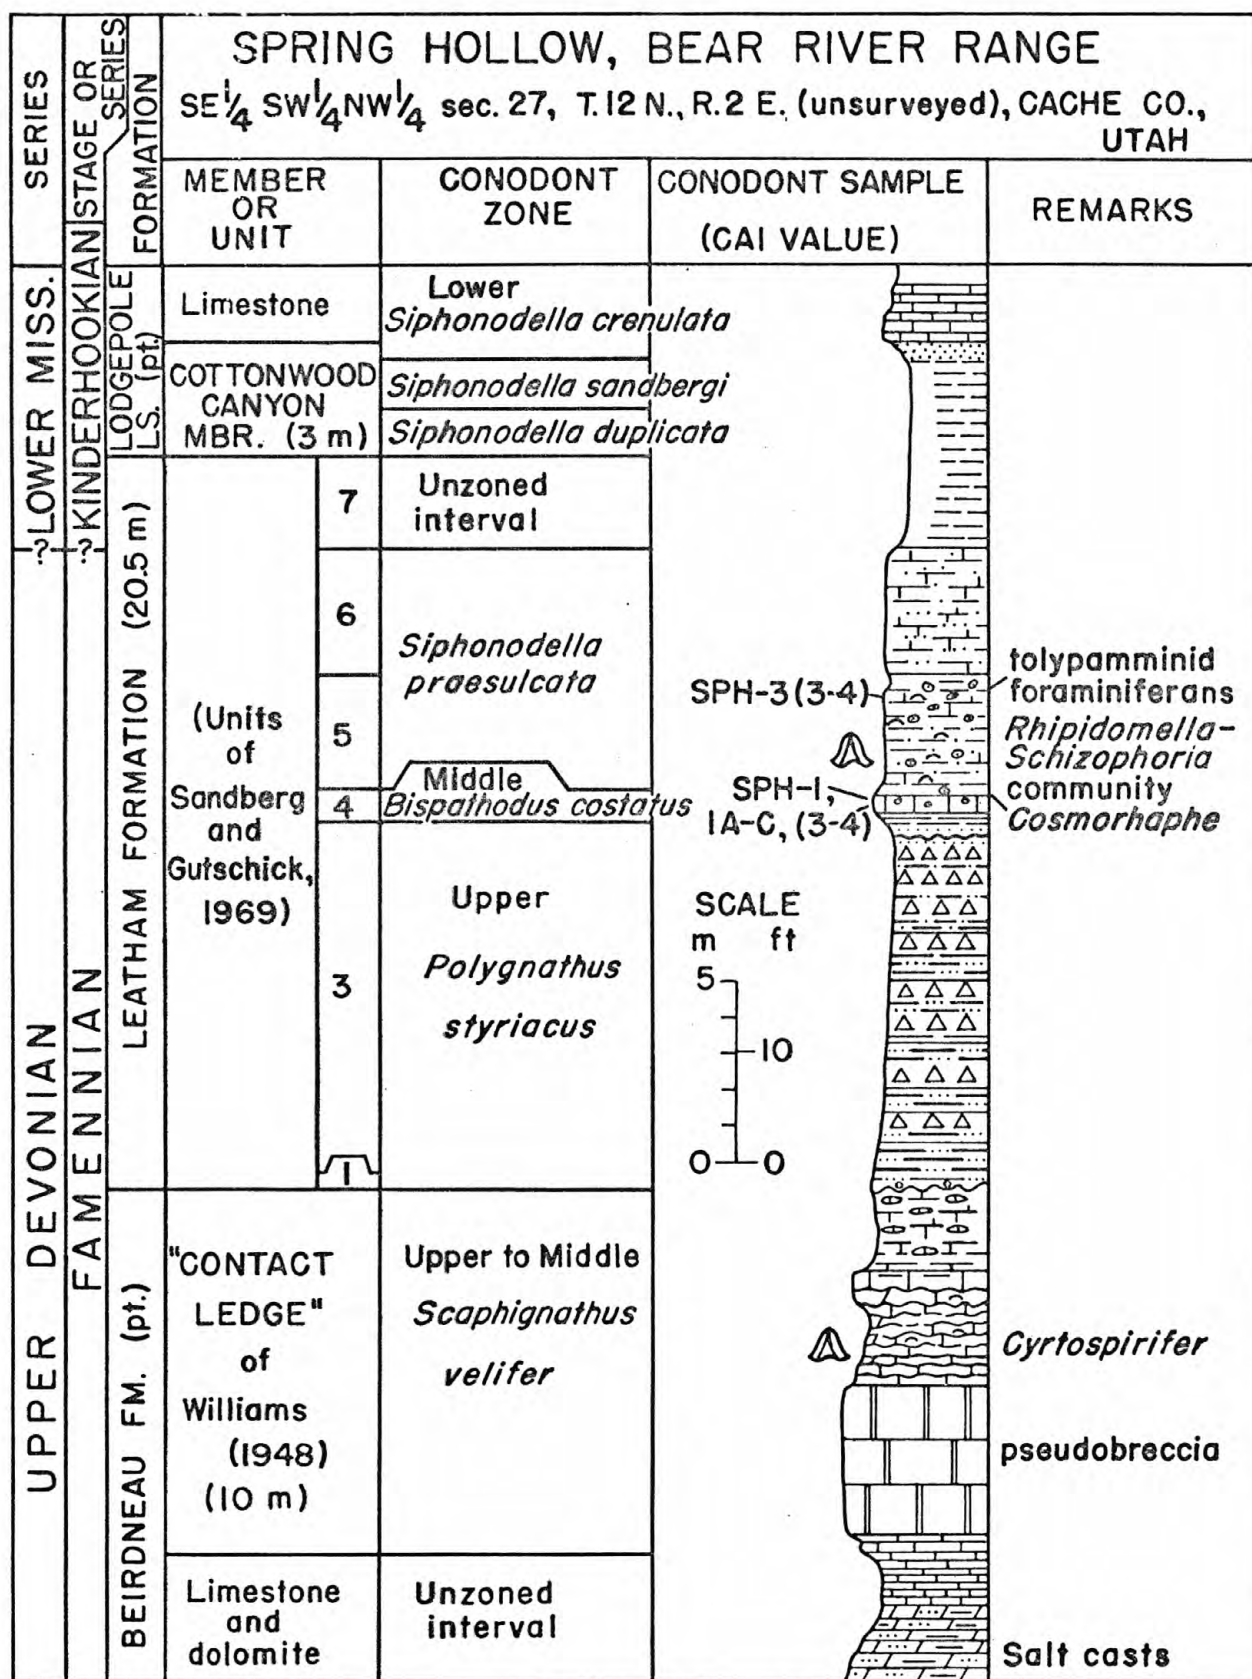 SPRING HOLLOW, BEAR RIVER RANGE
SE 1/4 SW 1/4 NW 1/4 sec. 27, T. 12 N., R. 2 E. (unsurveyed), CACHE CO.,
UTAH
SERIES
STAGE OR
SERIES
FORMATION
MEMBER
OR
UNIT
CONODONT
ZONE
CONODONT SAMPLE
(CAI VALUE)
REMARKS
LOWER MISS.
KINDERHOOKIAN
LODGEPOLE
LS. (pt.)
Limestone
Lower
Siphonodella crenulata
COTTONWOOD
CANYON
MBR. (3 m)
Siphonodella sandbergi
Siphonodella duplicata
-?-
-?-
UPPER DEVONIAN
FAMENNIAN
LEATHAM FORMATION (20.5 m)
(Units
of
Sandberg
and
Gutschick,
1969)
7
Unzoned
interval
6
5
Siphonodella
praesulcata
4
Middle
Bispathodus costatus
3
Upper
Polygnathus
styriacus
1
SPH-3 (3-4)
SPH-1,
1A-C, (3-4)
tolypamminid
foraminiferans
Rhipidomella-
Schizophoria
community
Cosmorhaphe
SCALE
m ft
5
10
0 0
BEIRDNEAU FM. (pt.)
"CONTACT
LEDGE"
of
Williams
(1948)
(10 m)
Upper to Middle
Scaphignathus
velifer
Cyrtospirifer
pseudobreccia
Limestone
and
dolomite
Unzoned
interval
Salt casts